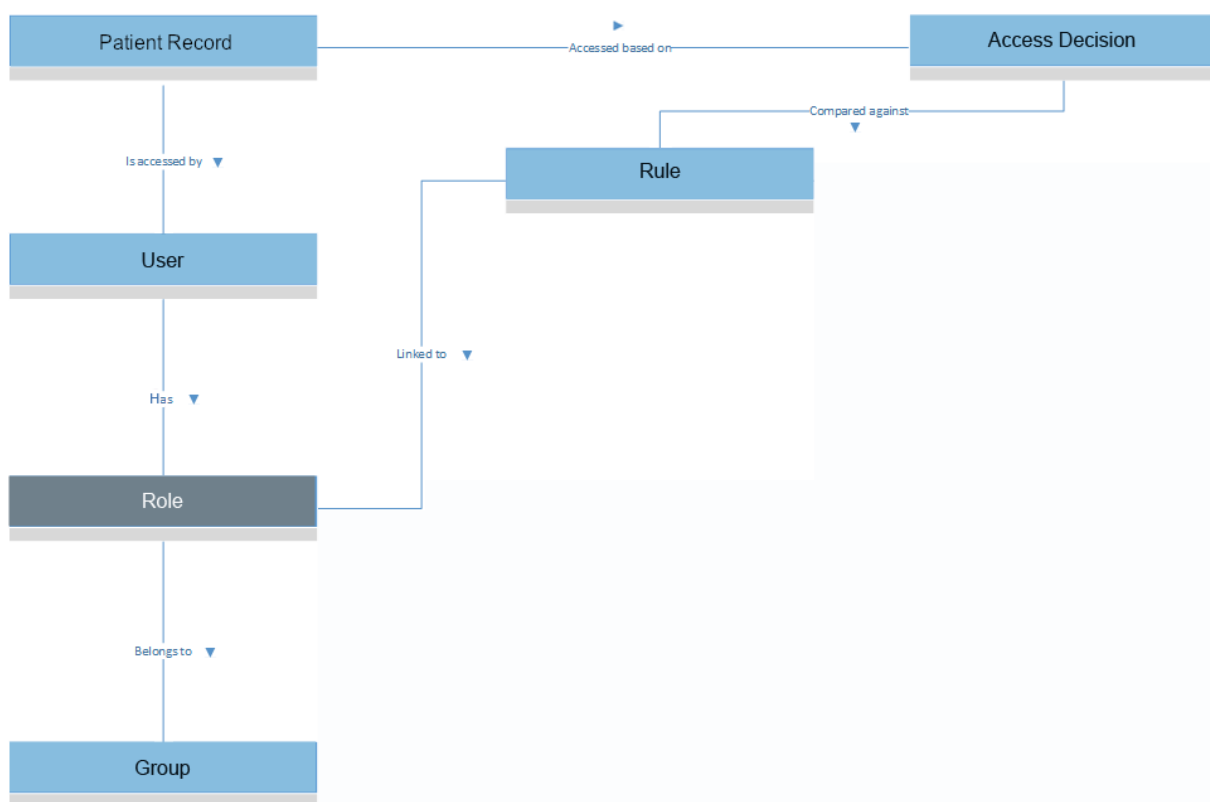 Patient Record
Accessed based on
Access Decision
Compared against
Is accessed by
Rule
User
Linked to
Has
Role
Belongs to
Group